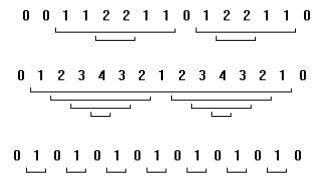 0 0 1 1 2 2 1 1 0 1 2 2 1 1 0
0 1 2 3 4 3 2 1 2 3 4 3 2 1 0
0 1 0 1 0 1 0 1 0 1 0 1 0 1 0